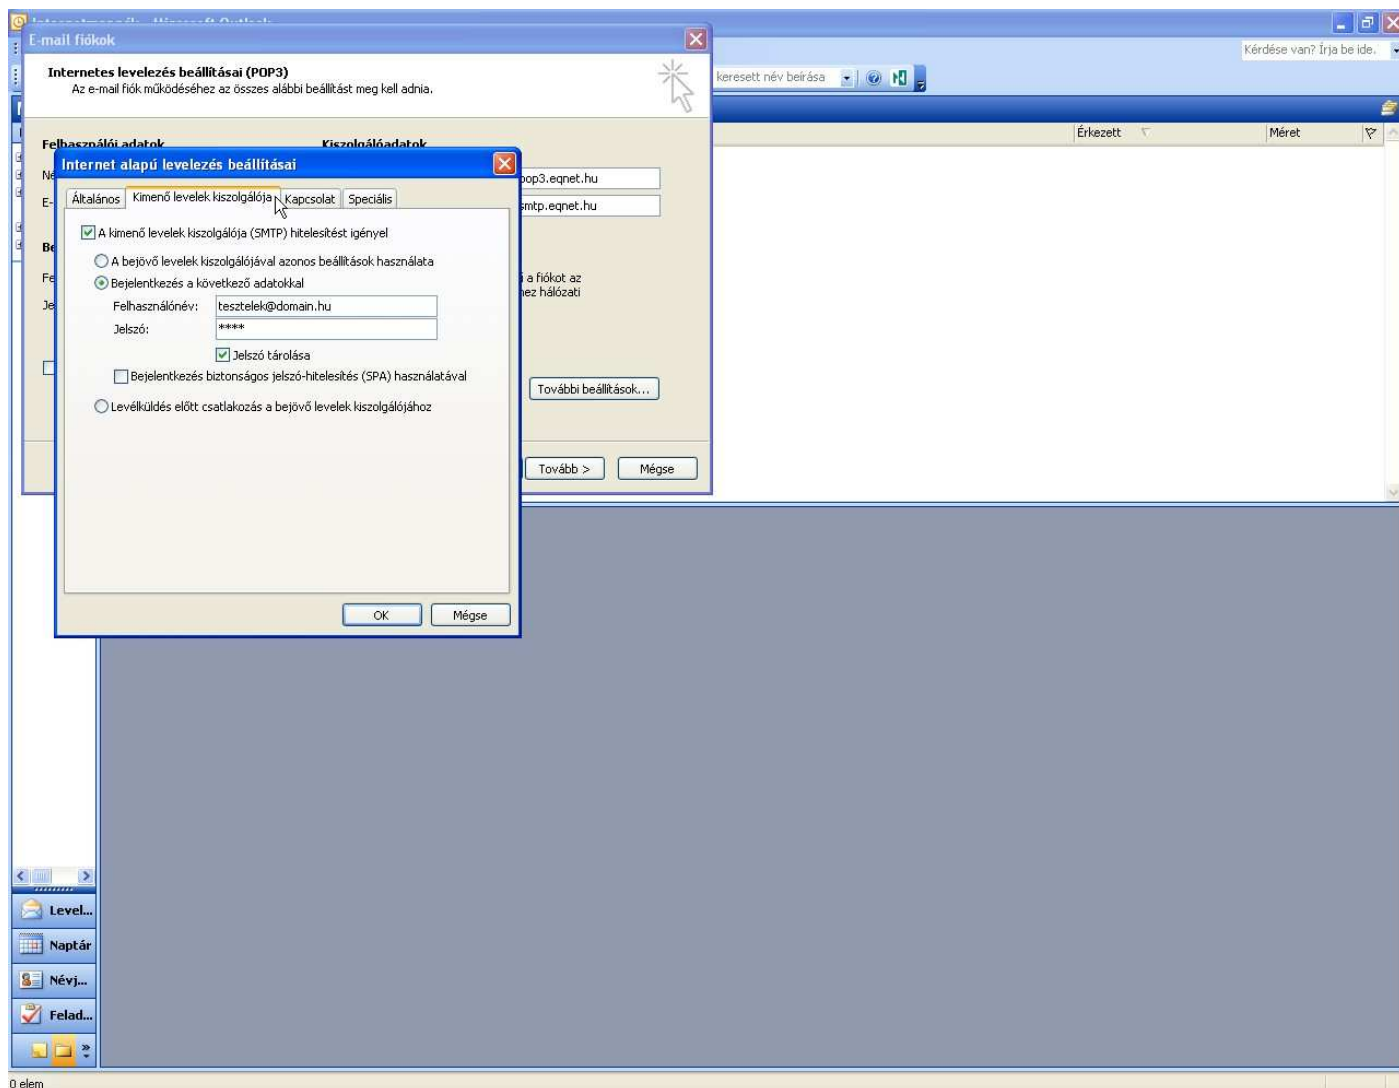 E-mail fiókok
Kérdése van? Írja be ide.
Internetes levelezés beállításai (POP3)
Az e-mail fiók működéséhez az összes alábbi beállítást meg kell adnia.
keresett név beírása
Érkezett
Méret
Felhasználói adatok
Kiszolgálóadatok
Internet alapú levelezés beállításai
pop3.eqnet.hu
smtp.eqnet.hu
Általános
Kimenő levelek kiszolgálója
Kapcsolat
Speciális
A kimenő levelek kiszolgálója (SMTP) hitelesítést igényel
A bejövő levelek kiszolgálójával azonos beállítások használata
Bejelentkezés a következő adatokkal
a fiókot az
hálózati
Felhasználónév:
tesztelek@domain.hu
Jelszó:
****
Jelszó tárolása
Bejelentkezés biztonságos jelszó-hitelesítés (SPA) használatával
További beállítások...
Levélküldés előtt csatlakozás a bejövő levelek kiszolgálójához
Tovább >
Mégse
OK
Mégse
Level...
Naptár
Névj...
Felad...
0 elem